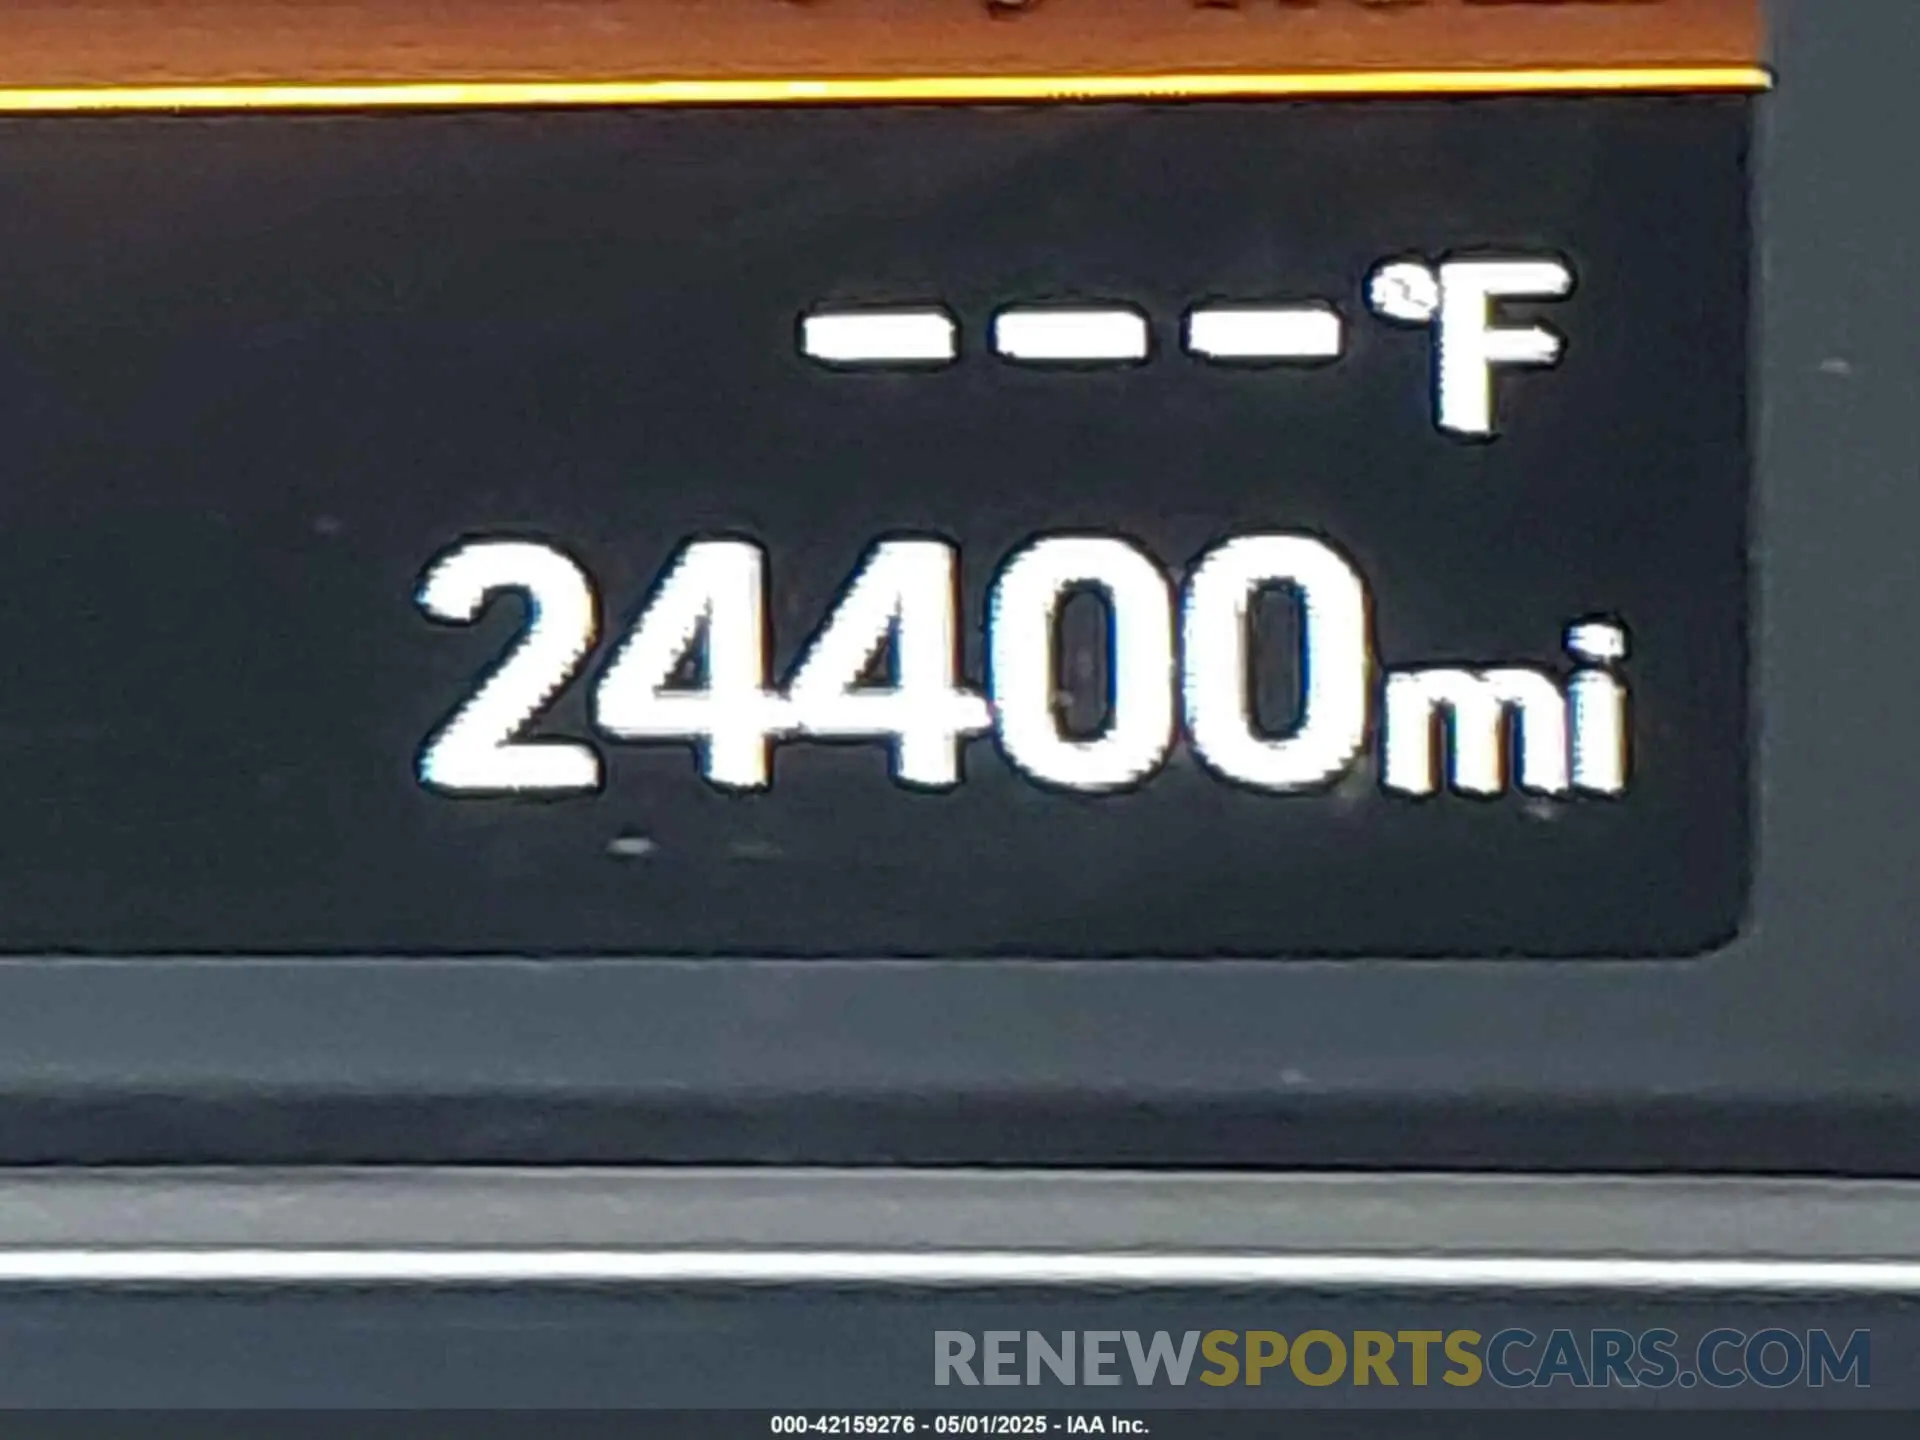 ---°F
24400mi
RENEWSPORTSCARS.COM
000-42159276 - 05/01/2025 - IAA Inc.